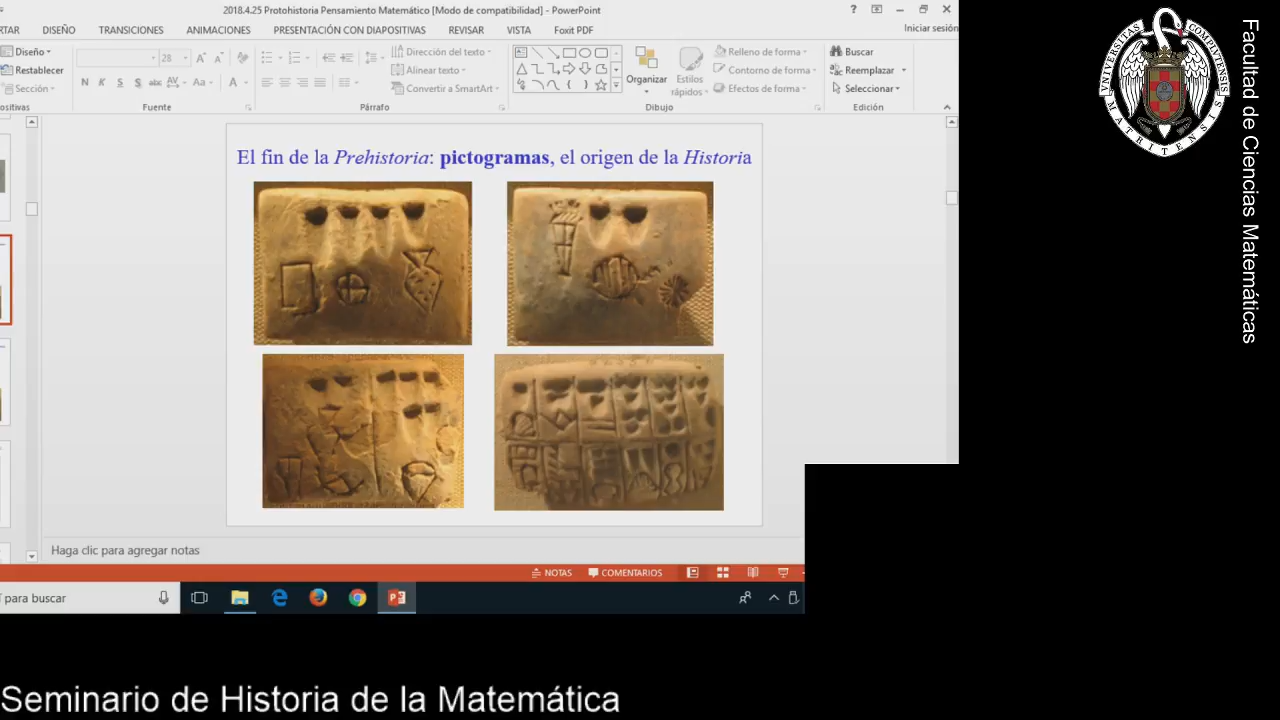 2018.4.25 Protohistoria Pensamiento Matemático [Modo de compatibilidad] - PowerPoint
DISEÑO TRANSICIONES ANIMACIONES PRESENTACIÓN CON DIAPOSITIVAS REVISAR VISTA Foxit PDF Iniciar sesión
Diseño
Restablecer
Sección
28
N K S S abc AV Aa A
Fuente
Dirección del texto
Alinear texto
Convertir a SmartArt
Párrafo
Organizar
Estilos
rápidos
Relleno de forma
Contorno de forma
Efectos de forma
Dibujo
Buscar
Reemplazar
Seleccionar
Edición
El fin de la Prehistoria: pictogramas, el origen de la Historia
Haga clic para agregar notas
NOTAS COMENTARIOS
para buscar
Seminario de Historia de la Matemática
Facultad de Ciencias Matemáticas